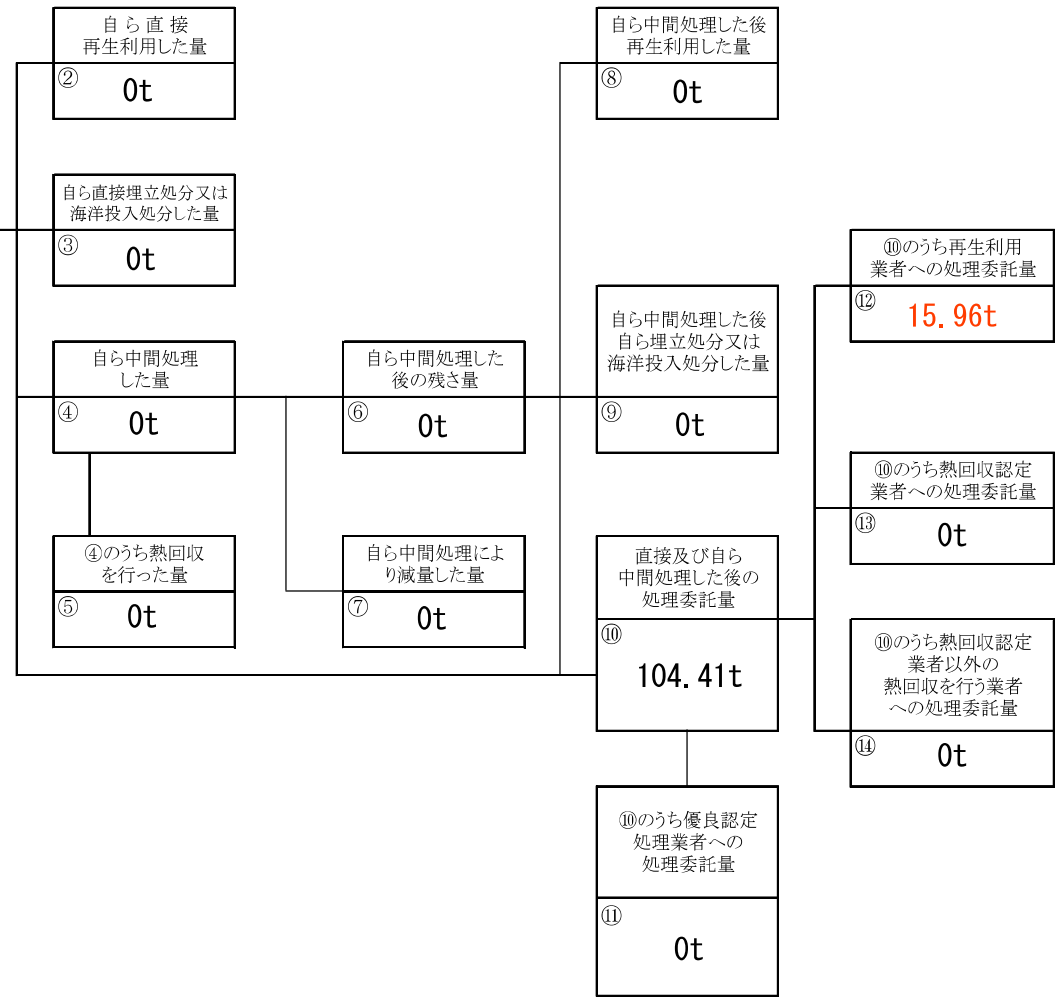 自ら直接
再生利用した量
②
0t
自ら直接埋立処分又は
海洋投入処分した量
③
0t
自ら中間処理
した量
④
0t
④のうち熱回収
を行った量
⑤
0t
自ら中間処理した
後の残さ量
⑥
0t
自ら中間処理によ
り減量した量
⑦
0t
自ら中間処理した後
再生利用した量
⑧
0t
自ら中間処理した後
自ら埋立処分又は
海洋投入処分した量
⑨
0t
直接及び自ら
中間処理した後の
処理委託量
⑩
104.41t
⑩のうち優良認定
処理業者への
処理委託量
⑪
0t
⑩のうち再生利用
業者への処理委託量
⑫
15.96t
⑩のうち熱回収認定
業者への処理委託量
⑬
0t
⑩のうち熱回収認定
業者以外の
熱回収を行う業者
への処理委託量
⑭
0t